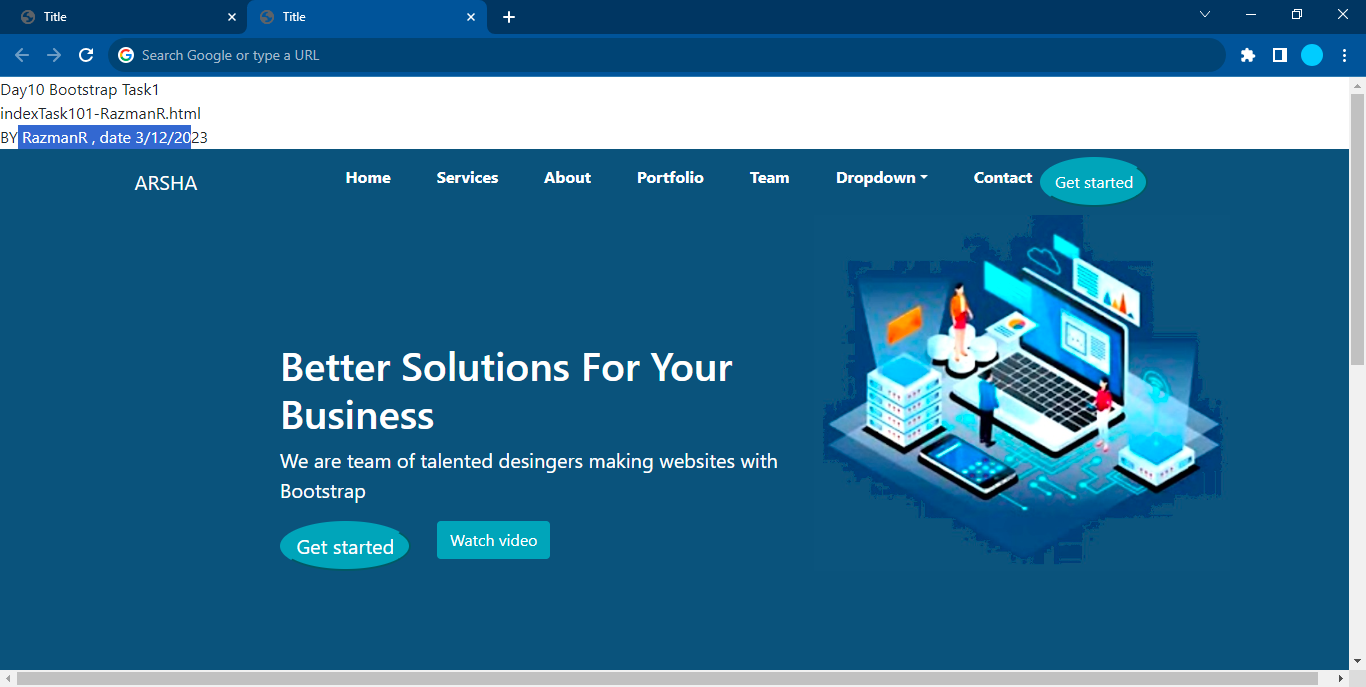 Title
Title
Search Google or type a URL
Day10 Bootstrap Task1
indexTask101-RazmanR.html
BY RazmanR , date 3/12/2023
ARSHA
Home Services About Portfolio Team Dropdown Contact Get started
Better Solutions For Your
Business
We are team of talented desingers making websites with
Bootstrap
Get started Watch video